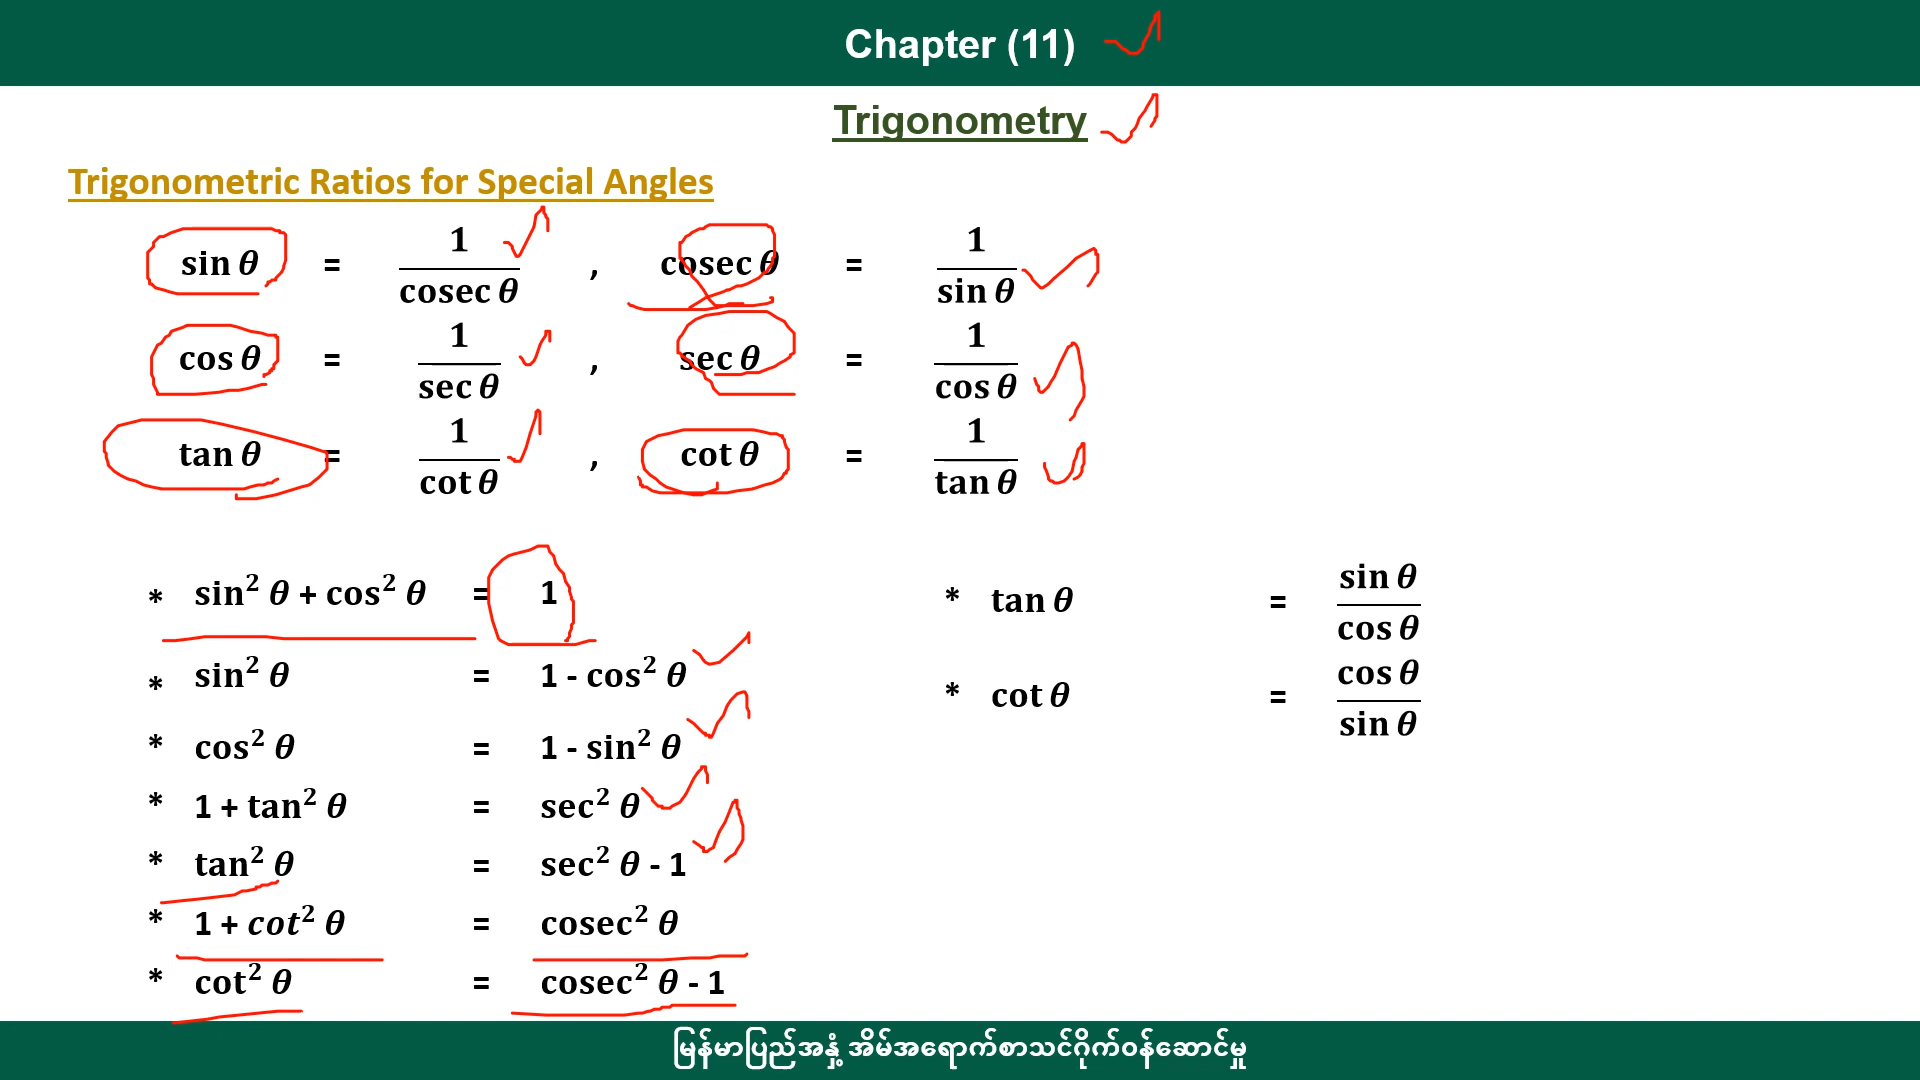 Chapter (11)
Trigonometry
Trigonometric Ratios for Special Angles
sin θ = 1/cosec θ , cosec θ = 1/sin θ
cos θ = 1/sec θ , sec θ = 1/cos θ
tan θ = 1/cot θ , cot θ = 1/tan θ
* sin² θ + cos² θ = 1
* sin² θ = 1 - cos² θ
* cos² θ = 1 - sin² θ
* 1 + tan² θ = sec² θ
* tan² θ = sec² θ - 1
* 1 + cot² θ = cosec² θ
* cot² θ = cosec² θ - 1
* tan θ = sin θ/cos θ
* cot θ = cos θ/sin θ
မြန်မာပြည်အနှံ့ အိမ်အရောက်စာသင်ဂိုက်ဝန်ဆောင်မှု